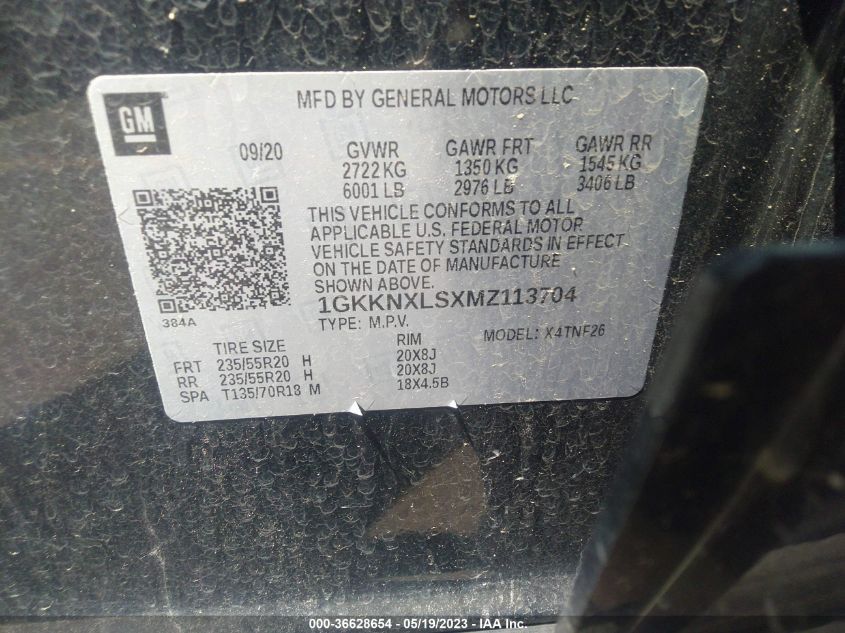 MFD BY GENERAL MOTORS LLC
GM
09/20 GVWR GAWR FRT GAWR RR
2722 KG 1350 KG 1545 KG
6001 LB 2976 LB 3406 LB
THIS VEHICLE CONFORMS TO ALL
APPLICABLE U.S. FEDERAL MOTOR
VEHICLE SAFETY STANDARDS IN EFFECT
ON THE DATE OF MANUFACTURE
SHOWN ABOVE.
1GKKNXLSXMZ113704
384A
TYPE: M.P.V. MODEL: X4TNF26
TIRE SIZE RIM
FRT 235/55R20 H 20X8J
RR 235/55R20 H 20X8J
SPA T135/70R18 M 18X4.5B
000-36628654 / 05/19/2023 / IAA Inc.